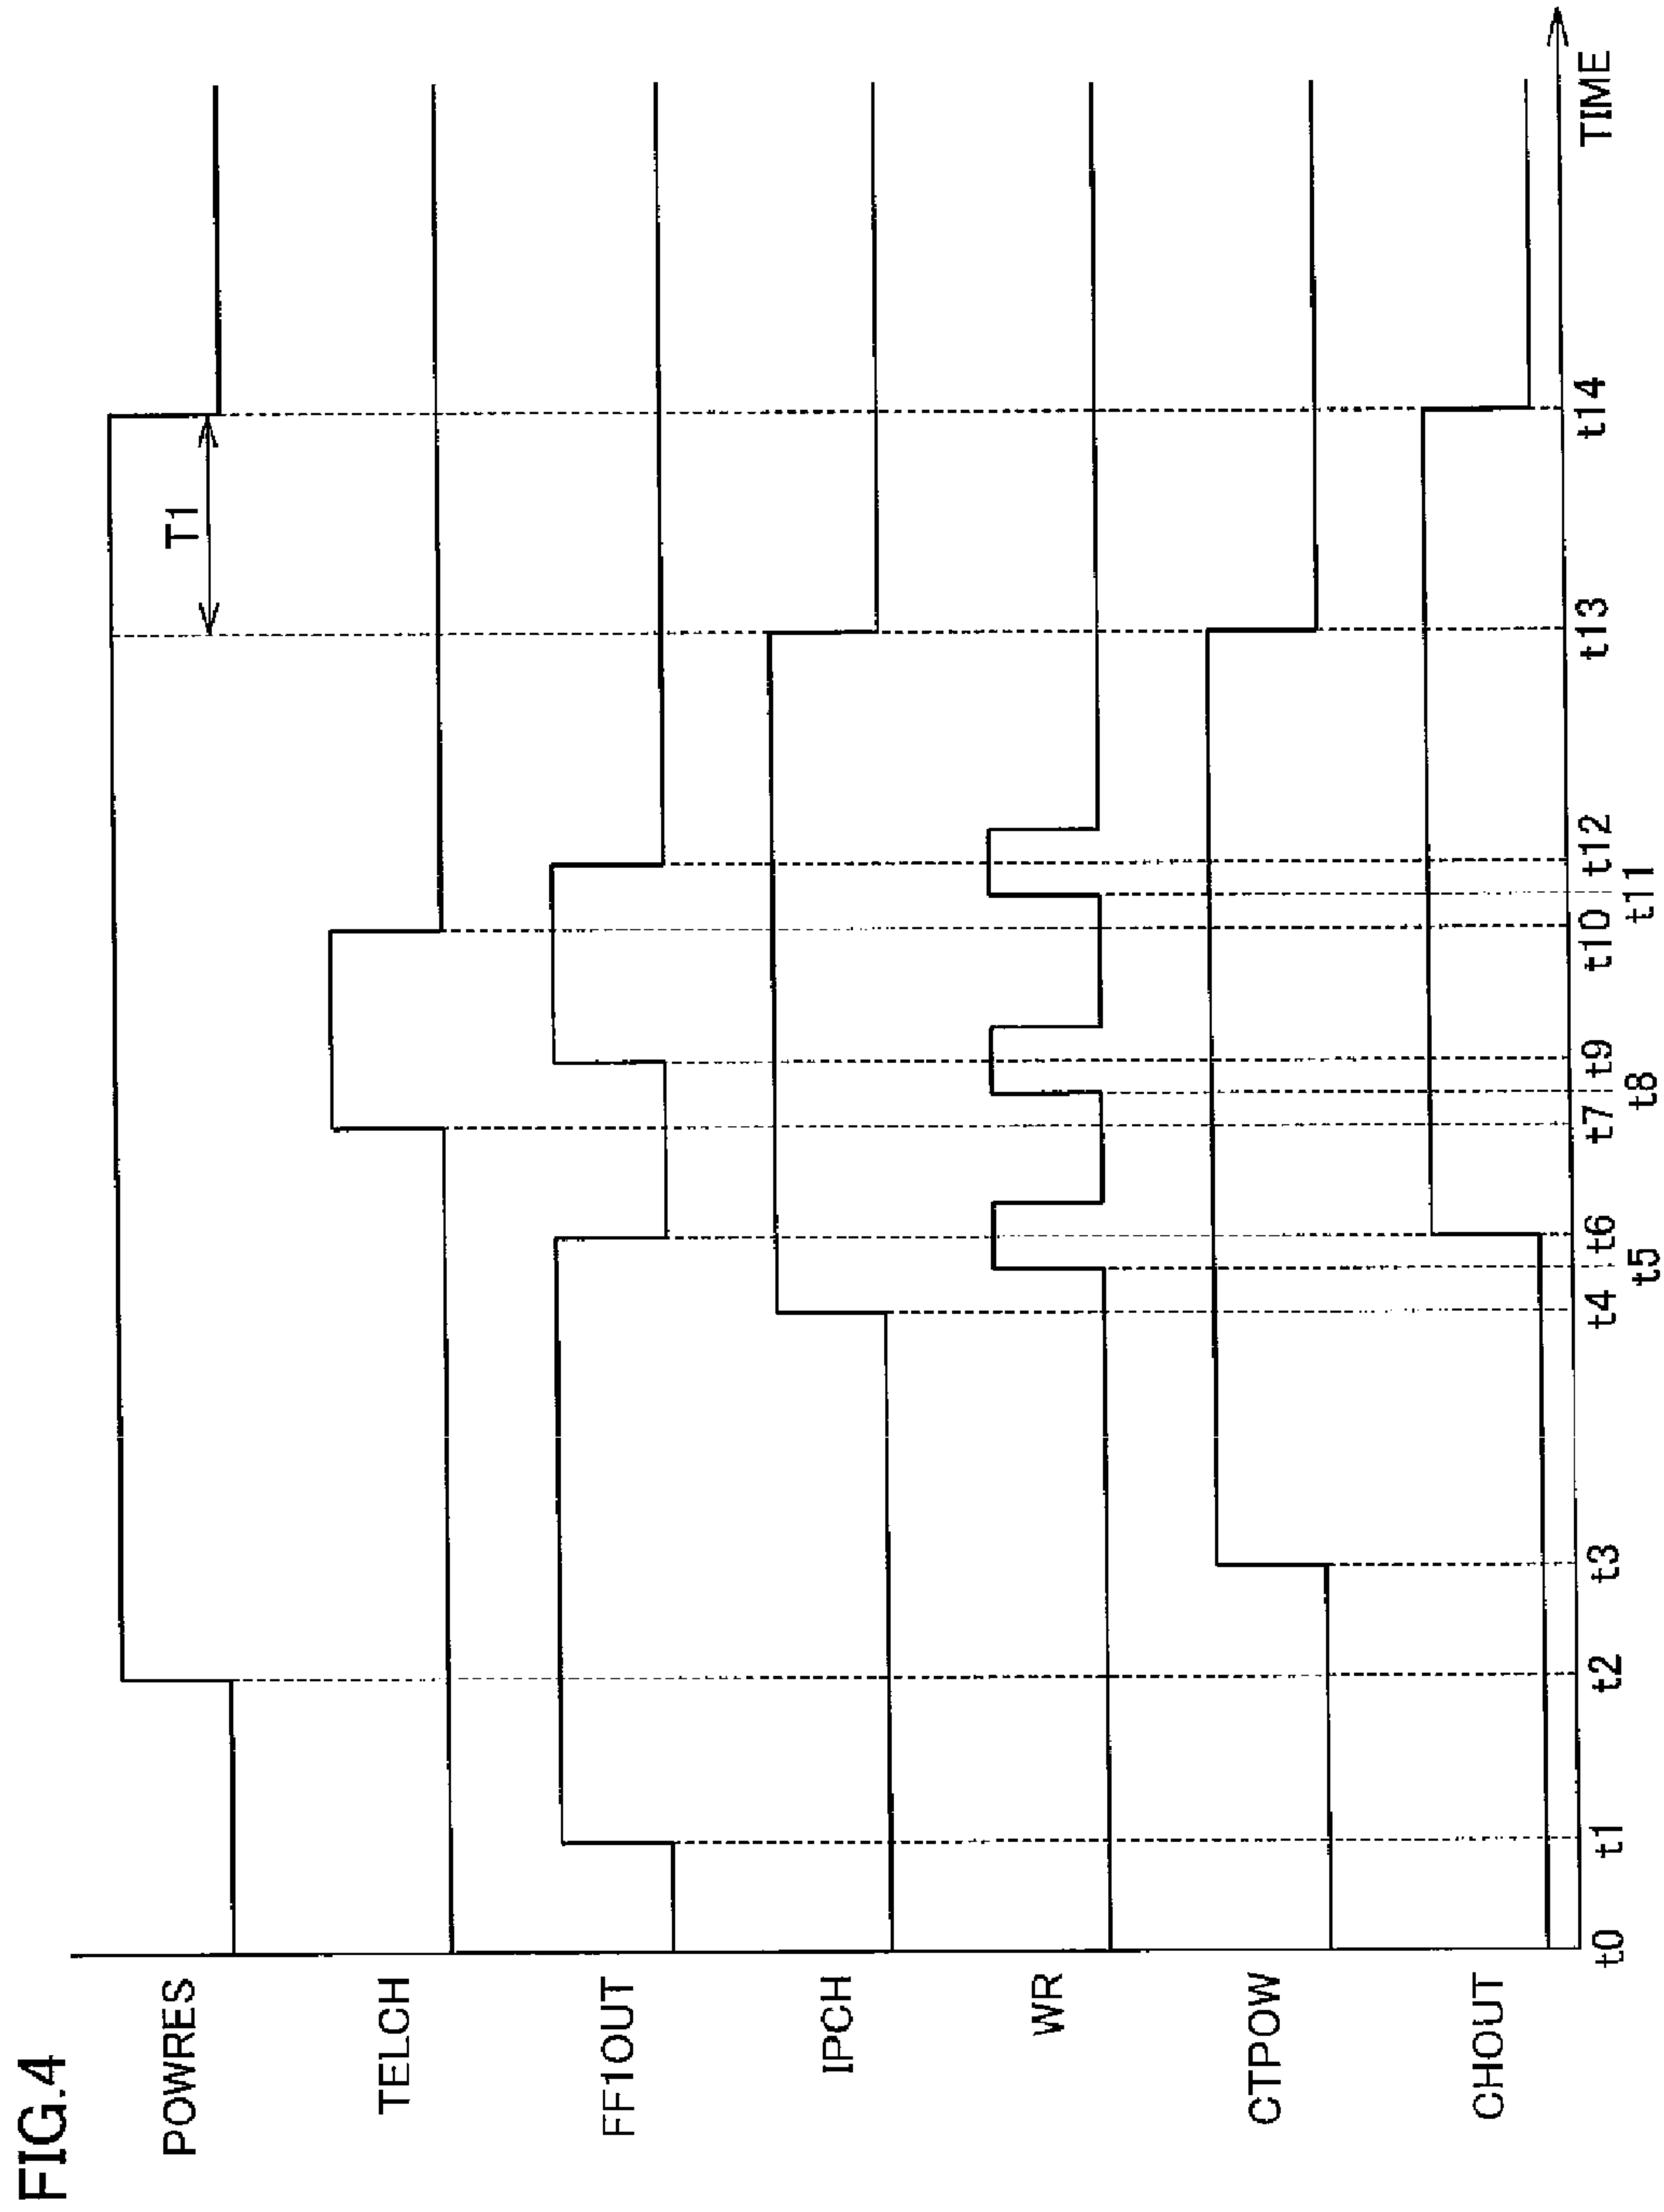 FIG.4
POWRES
T1
TELCH
FF1OUT
IPCH
WR
CTPOW
CHOUT
t0 t1 t2 t3 t4 t6 t7 t9 t10 t12 t13 t14 TIME
t5 t8 t11